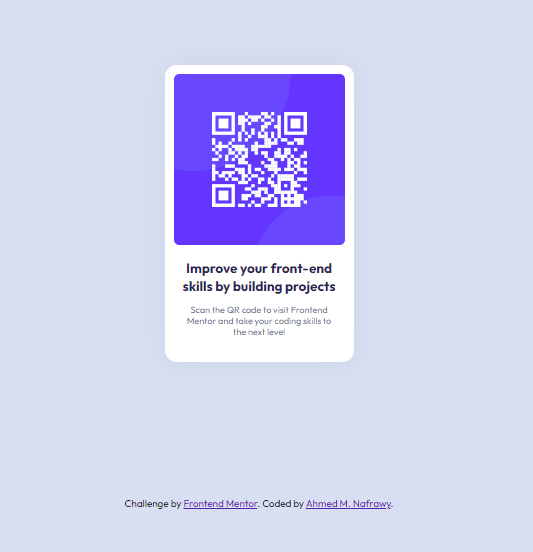 Improve your front-end
skills by building projects
Scan the QR code to visit Frontend
Mentor and take your coding skills to
the next level
Challenge by Frontend Mentor. Coded by Ahmed M. Nafrawy.